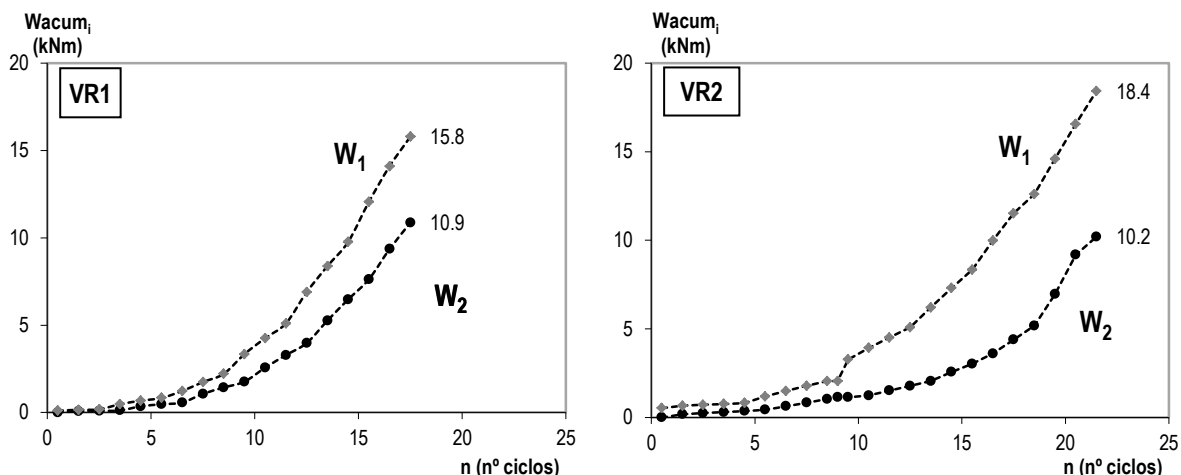 Wacumᵢ
(kNm)
20
15
10
5
0
VR1
W₁
15.8
10.9
W₂
0 5 10 15 20 25
n (nº ciclos)
Wacumᵢ
(kNm)
20
15
10
5
0
VR2
W₁
18.4
10.2
W₂
0 5 10 15 20 25
n (nº ciclos)